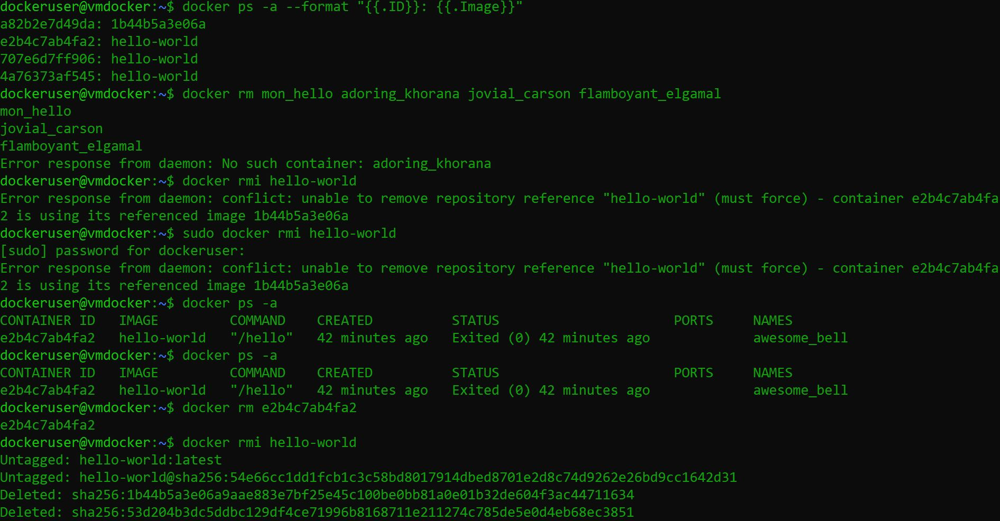 dockeruser@vmdocker:~$ docker ps -a --format "{{.ID}}: {{.Image}}"
a82b2e7d49da: 1b44b5a3e06a
e2b4c7ab4fa2: hello-world
707e6d7ff906: hello-world
4a76373af545: hello-world
dockeruser@vmdocker:~$ docker rm mon_hello adoring_khorana jovial_carson flamboyant_elgamal
mon_hello
jovial_carson
flamboyant_elgamal
Error response from daemon: No such container: adoring_khorana
dockeruser@vmdocker:~$ docker rmi hello-world
Error response from daemon: conflict: unable to remove repository reference "hello-world" (must force) - container e2b4c7ab4fa
2 is using its referenced image 1b44b5a3e06a
dockeruser@vmdocker:~$ sudo docker rmi hello-world
[sudo] password for dockeruser:
Error response from daemon: conflict: unable to remove repository reference "hello-world" (must force) - container e2b4c7ab4fa
2 is using its referenced image 1b44b5a3e06a
dockeruser@vmdocker:~$ docker ps -a
CONTAINER ID   IMAGE         COMMAND    CREATED          STATUS                      PORTS     NAMES
e2b4c7ab4fa2   hello-world   "/hello"   42 minutes ago   Exited (0) 42 minutes ago             awesome_bell
dockeruser@vmdocker:~$ docker ps -a
CONTAINER ID   IMAGE         COMMAND    CREATED          STATUS                      PORTS     NAMES
e2b4c7ab4fa2   hello-world   "/hello"   42 minutes ago   Exited (0) 42 minutes ago             awesome_bell
dockeruser@vmdocker:~$ docker rm e2b4c7ab4fa2
e2b4c7ab4fa2
dockeruser@vmdocker:~$ docker rmi hello-world
Untagged: hello-world:latest
Untagged: hello-world@sha256:54e66cc1dd1fcb1c3c58bd8017914dbed8701e2d8c74d9262e26bd9cc1642d31
Deleted: sha256:1b44b5a3e06a9aae883e7bf25e45c100be0bb81a0e01b32de604f3ac44711634
Deleted: sha256:53d204b3dc5ddbc129df4ce71996b8168711e211274c785de5e0d4eb68ec3851